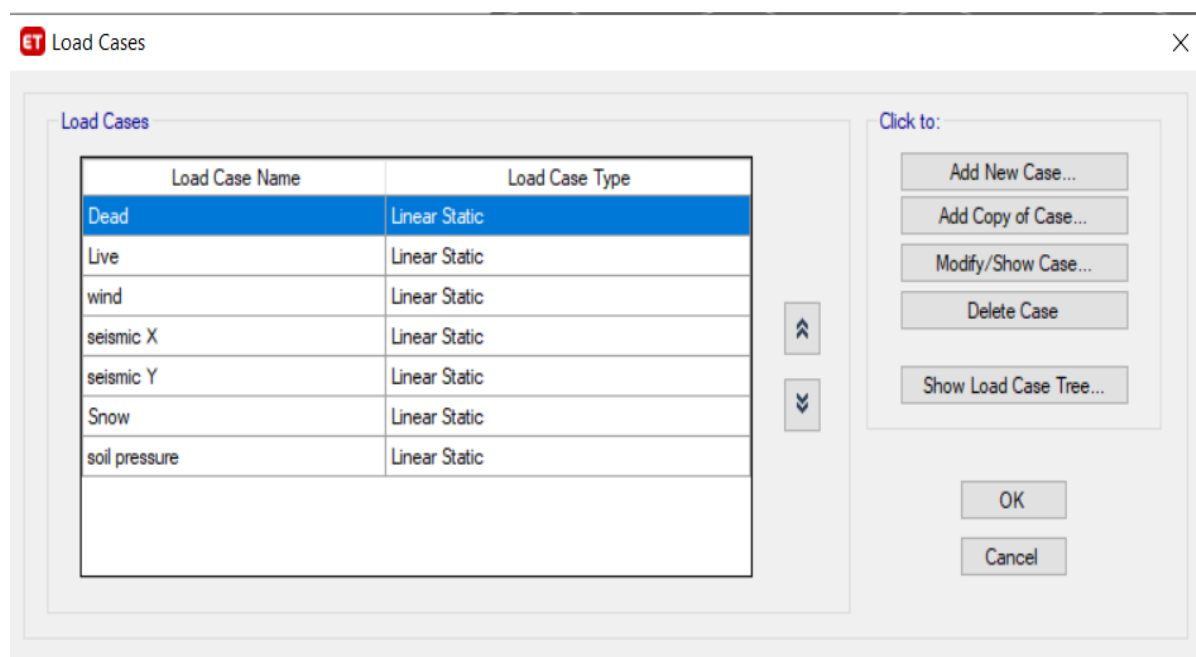 ET Load Cases
Load Cases
Load Case Name Load Case Type
Dead Linear Static
Live Linear Static
wind Linear Static
seismic X Linear Static
seismic Y Linear Static
Snow Linear Static
soil pressure Linear Static
Click to:
Add New Case...
Add Copy of Case...
Modify/Show Case...
Delete Case
Show Load Case Tree...
OK
Cancel